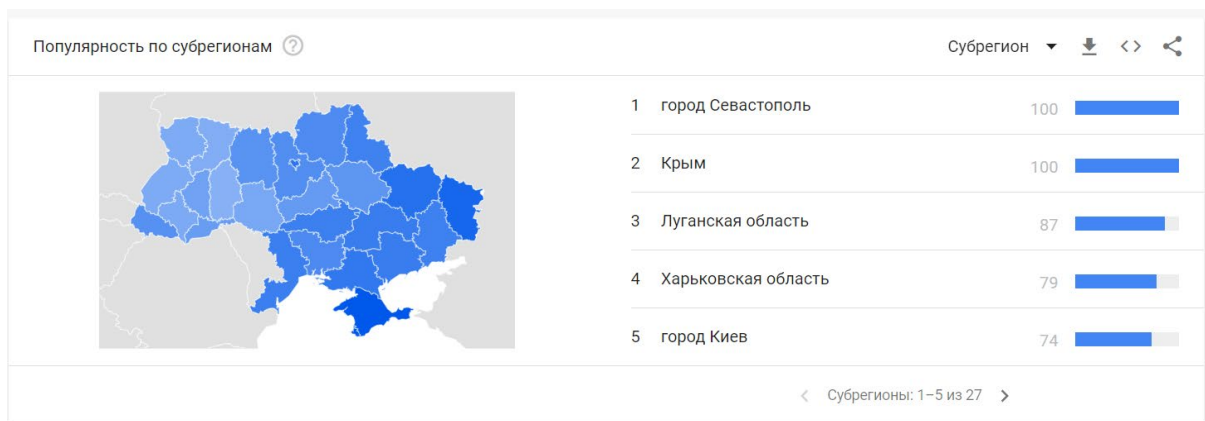 Популярность по субрегионам
Субрегион
1 город Севастополь 100
2 Крым 100
3 Луганская область 87
4 Харьковская область 79
5 город Киев 74
Субрегионы: 1–5 из 27